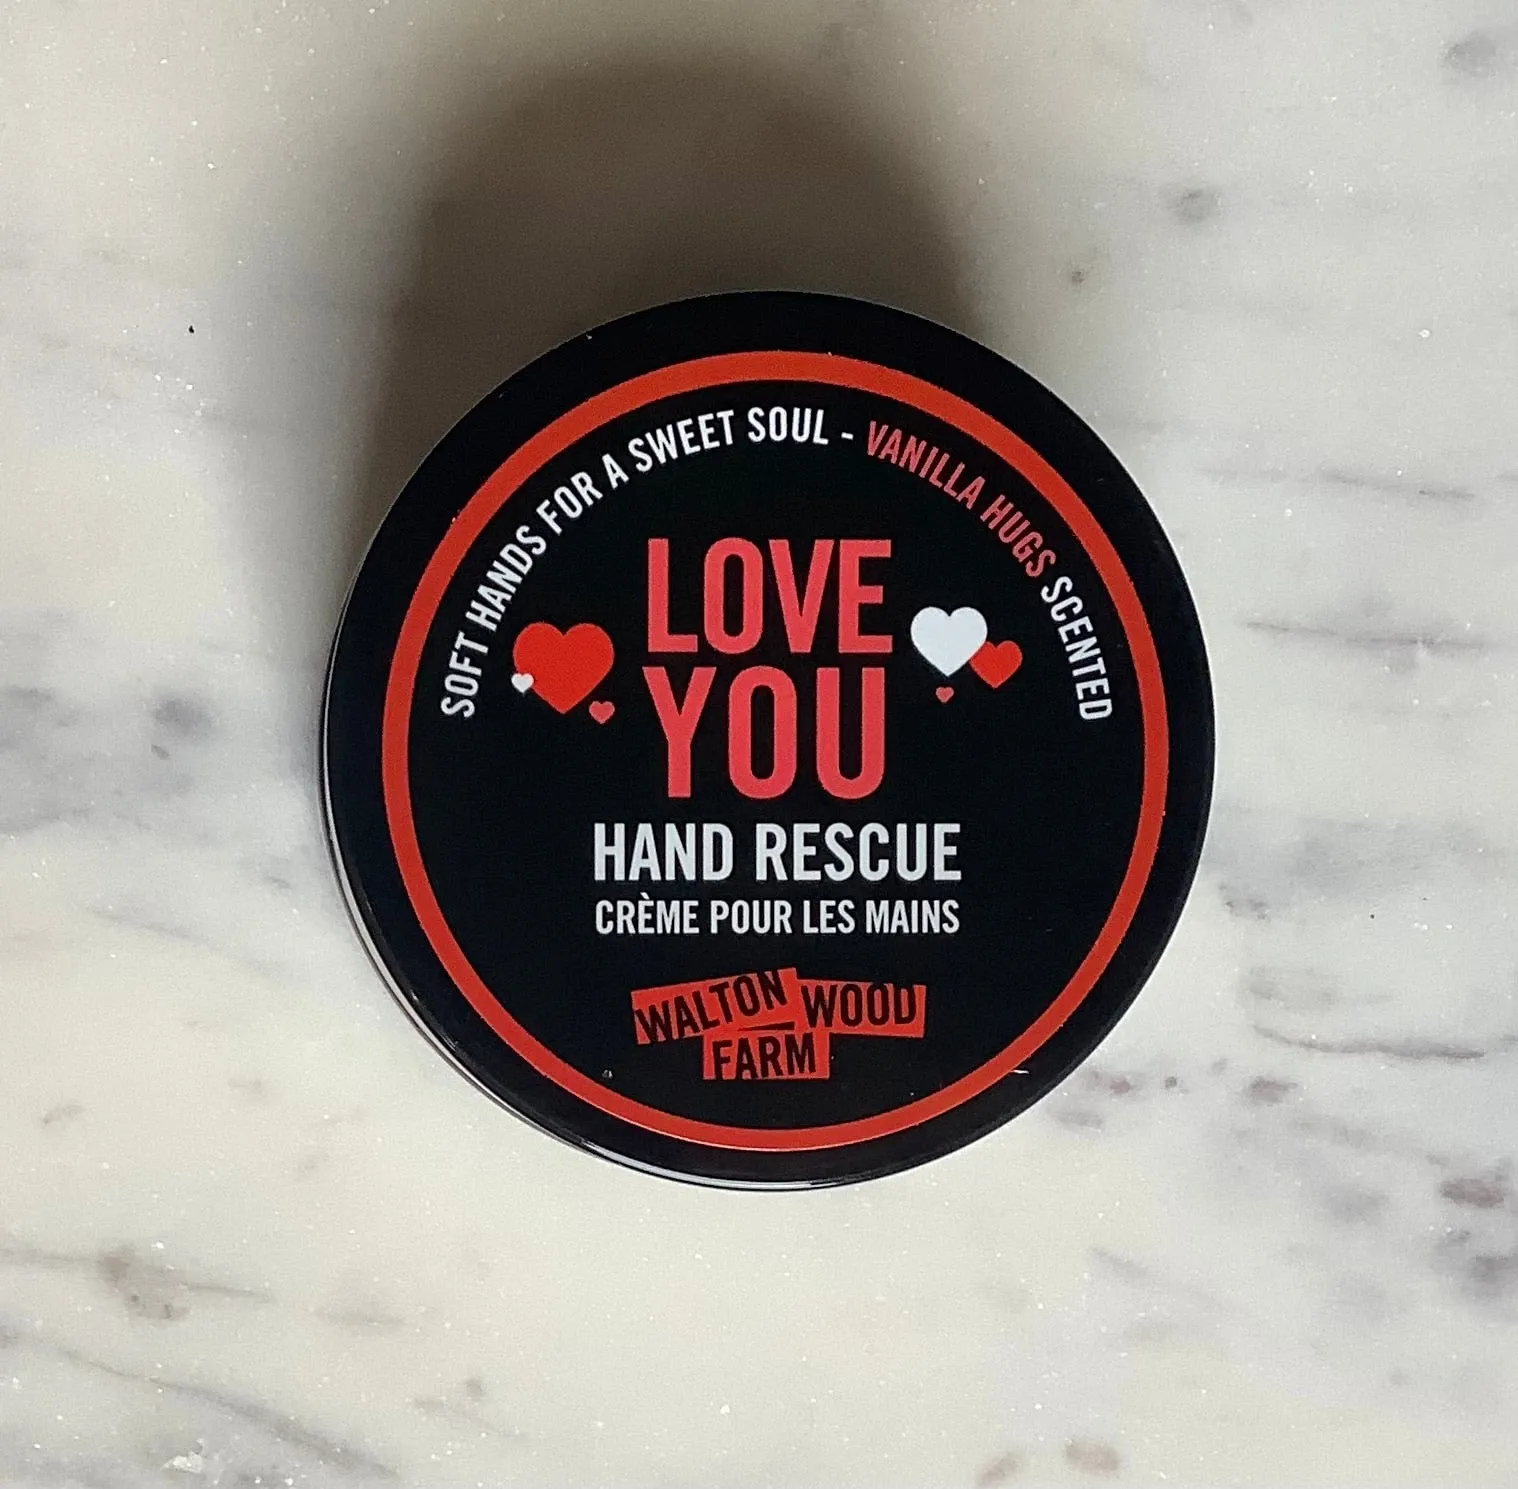 SOFT HANDS FOR A SWEET SOUL - VANILLA HUGS SCENTED
LOVE
YOU
HAND RESCUE
CRÈME POUR LES MAINS
WALTON WOOD
FARM